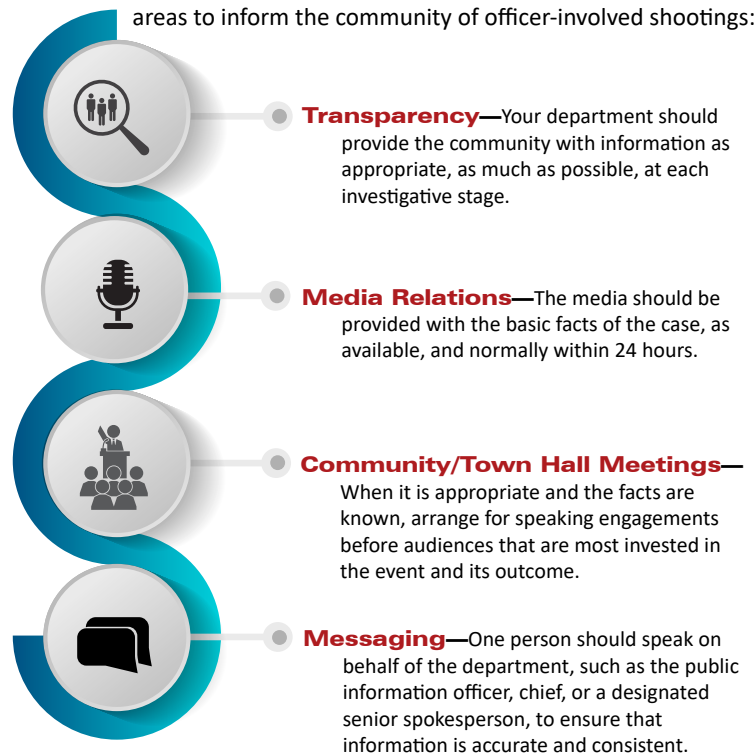 areas to inform the community of officer-involved shootings:
Transparency—Your department should
provide the community with information as
appropriate, as much as possible, at each
investigative stage.
Media Relations—The media should be
provided with the basic facts of the case, as
available, and normally within 24 hours.
Community/Town Hall Meetings—
When it is appropriate and the facts are
known, arrange for speaking engagements
before audiences that are most invested in
the event and its outcome.
Messaging—One person should speak on
behalf of the department, such as the public
information officer, chief, or a designated
senior spokesperson, to ensure that
information is accurate and consistent.